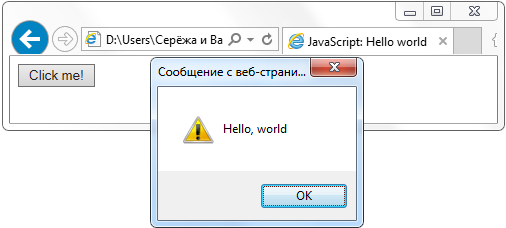 D:\Users\Серёжа и Ва
JavaScript: Hello world
Click me!
Сообщение с веб-страни...
Hello, world
OK